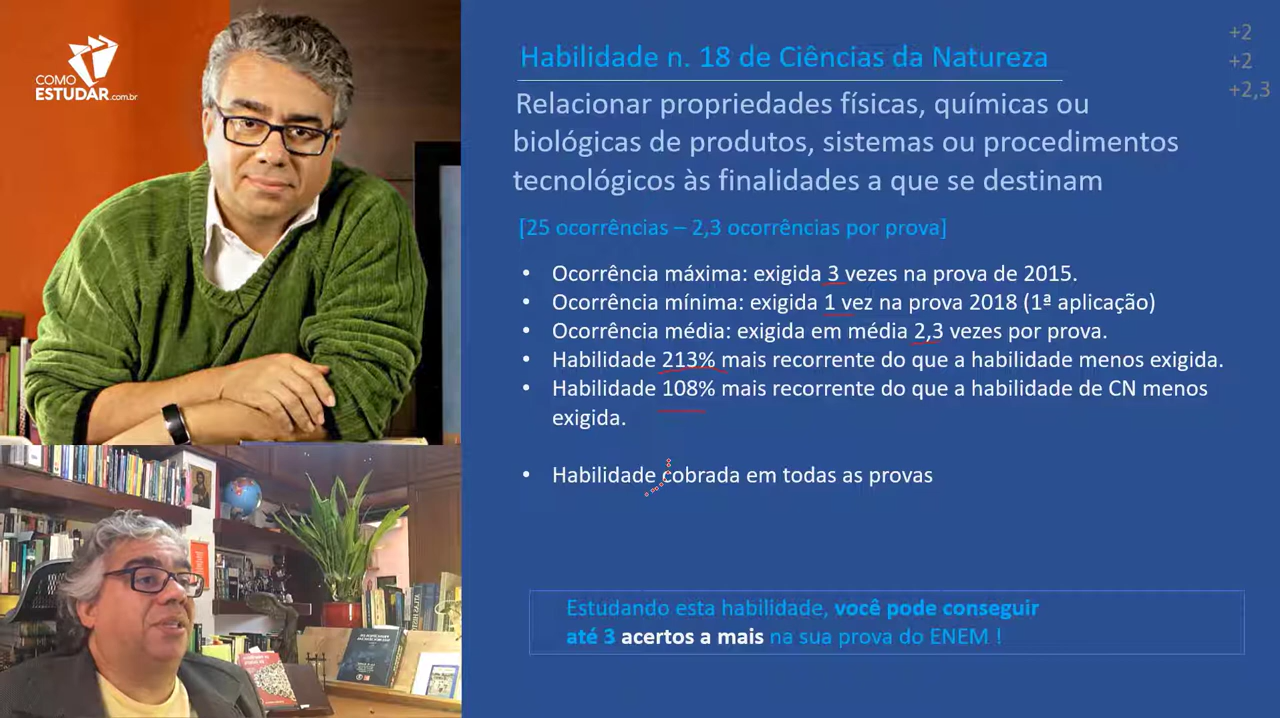 COMO
ESTUDAR.com.br
Habilidade n. 18 de Ciências da Natureza
+2
+2
+2,3
Relacionar propriedades físicas, químicas ou
biológicas de produtos, sistemas ou procedimentos
tecnológicos às finalidades a que se destinam
[25 ocorrências – 2,3 ocorrências por prova]
• Ocorrência máxima: exigida 3 vezes na prova de 2015.
• Ocorrência mínima: exigida 1 vez na prova 2018 (1ª aplicação)
• Ocorrência média: exigida em média 2,3 vezes por prova.
• Habilidade 213% mais recorrente do que a habilidade menos exigida.
• Habilidade 108% mais recorrente do que a habilidade de CN menos
exigida.
• Habilidade cobrada em todas as provas
Estudando esta habilidade, você pode conseguir
até 3 acertos a mais na sua prova do ENEM !